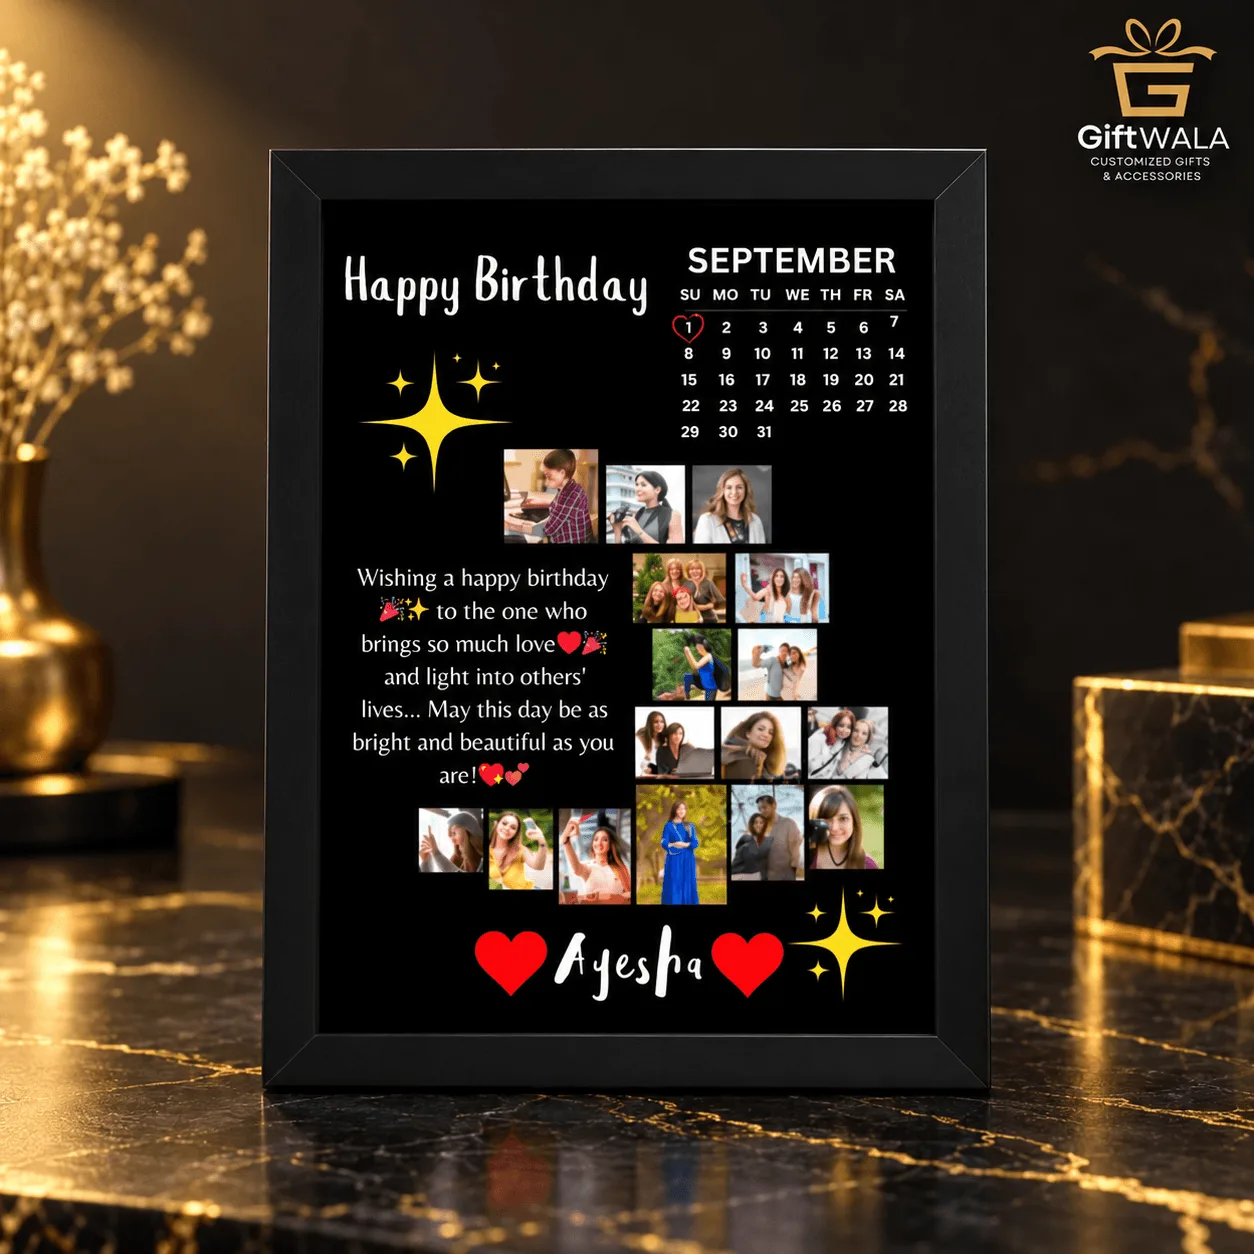 GiftWALA
CUSTOMIZED GIFTS
& ACCESSORIES
Happy Birthday
SEPTEMBER
SU MO TU WE TH FR SA
1 2 3 4 5 6 7
8 9 10 11 12 13 14
15 16 17 18 19 20 21
22 23 24 25 26 27 28
29 30 31
Wishing a happy birthday
🎉✨ to the one who
brings so much love❤️🎉
and light into others'
lives... May this day be as
bright and beautiful as you
are!💖💕
Ayesha